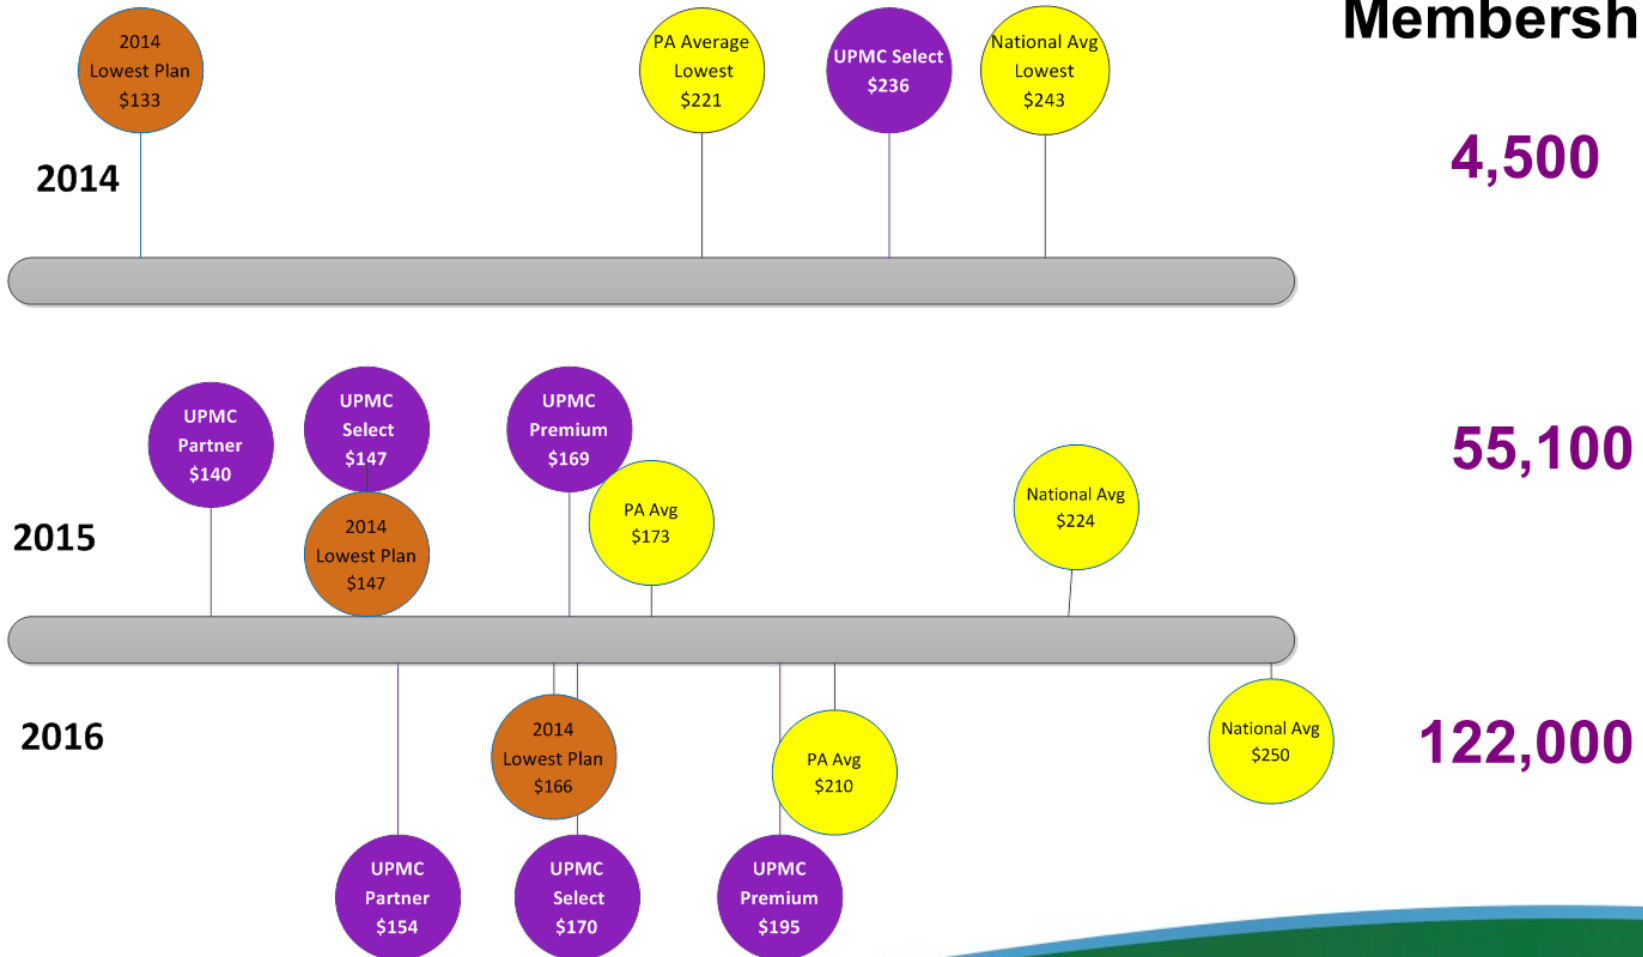 Membersh
2014
Lowest Plan
$133
PA Average
Lowest
$221
UPMC Select
$236
National Avg
Lowest
$243
2014
4,500
UPMC
Partner
$140
UPMC
Select
$147
2014
Lowest Plan
$147
UPMC
Premium
$169
PA Avg
$173
National Avg
$224
2015
55,100
2016
2014
Lowest Plan
$166
PA Avg
$210
National Avg
$250
122,000
UPMC
Partner
$154
UPMC
Select
$170
UPMC
Premium
$195